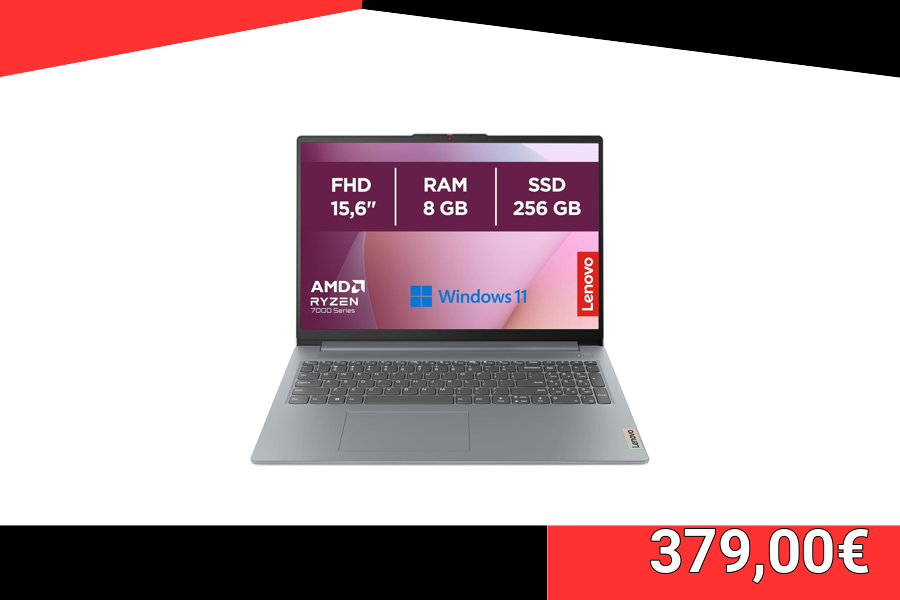 FHD
15,6"
RAM
8 GB
SSD
256 GB
Lenovo
AMD
RYZEN
7000 Series
Windows 11
Lenovo
379,00€